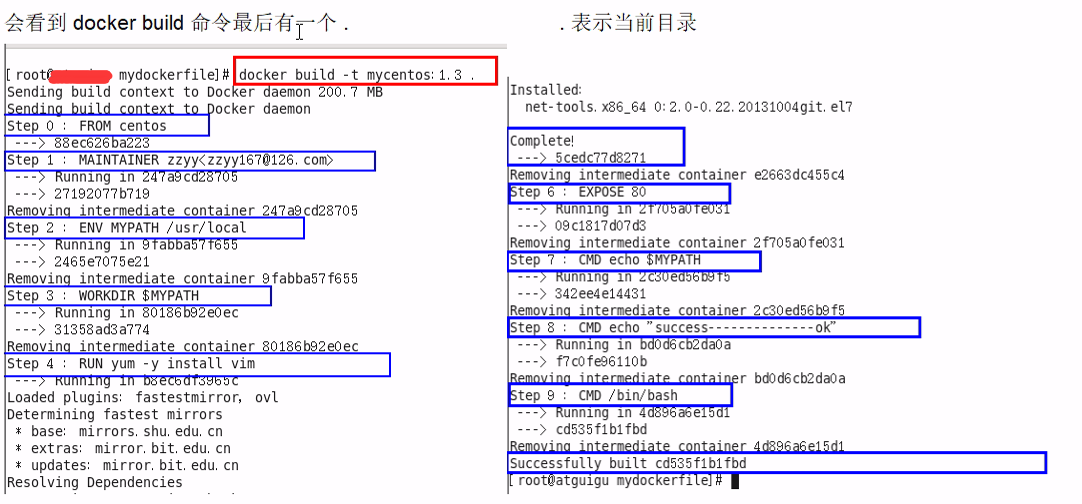 会看到 docker build 命令最后有一个 .
. 表示当前目录
[root@ mydockerfile]# docker build -t mycentos:1.3 .
Sending build context to Docker daemon 200.7 MB
Sending build context to Docker daemon
Step 0 : FROM centos
---> 88ec626ba223
Step 1 : MAINTAINER zzyy<zzyy167@126.com>
---> Running in 247a9cd28705
---> 27192077b719
Removing intermediate container 247a9cd28705
Step 2 : ENV MYPATH /usr/local
---> Running in 9fabba57f655
---> 2465e7075e21
Removing intermediate container 9fabba57f655
Step 3 : WORKDIR $MYPATH
---> Running in 80186b92e0ec
---> 31358ad3a774
Removing intermediate container 80186b92e0ec
Step 4 : RUN yum -y install vim
---> Running in b8ec6df3965c
Loaded plugins: fastestmirror, ovl
Determining fastest mirrors
* base: mirrors.shu.edu.cn
* extras: mirror.bit.edu.cn
* updates: mirror.bit.edu.cn
Resolving Dependencies
Installed:
net-tools.x86_64 0:2.0-0.22.20131004git.el7
Complete!
---> 5cedc77d8271
Removing intermediate container e2663dc455c4
Step 6 : EXPOSE 80
---> Running in 2f705a0fe031
---> 09c1817d07d3
Removing intermediate container 2f705a0fe031
Step 7 : CMD echo $MYPATH
---> Running in 2c30ed56b9f5
---> 342ee4e14431
Removing intermediate container 2c30ed56b9f5
Step 8 : CMD echo "success--------------ok"
---> Running in bd0d6cb2da0a
---> f7c0fe96110b
Removing intermediate container bd0d6cb2da0a
Step 9 : CMD /bin/bash
---> Running in 4d896a6e15d1
---> cd535f1b1fbd
Removing intermediate container 4d896a6e15d1
Successfully built cd535f1b1fbd
[root@atguigu mydockerfile]#